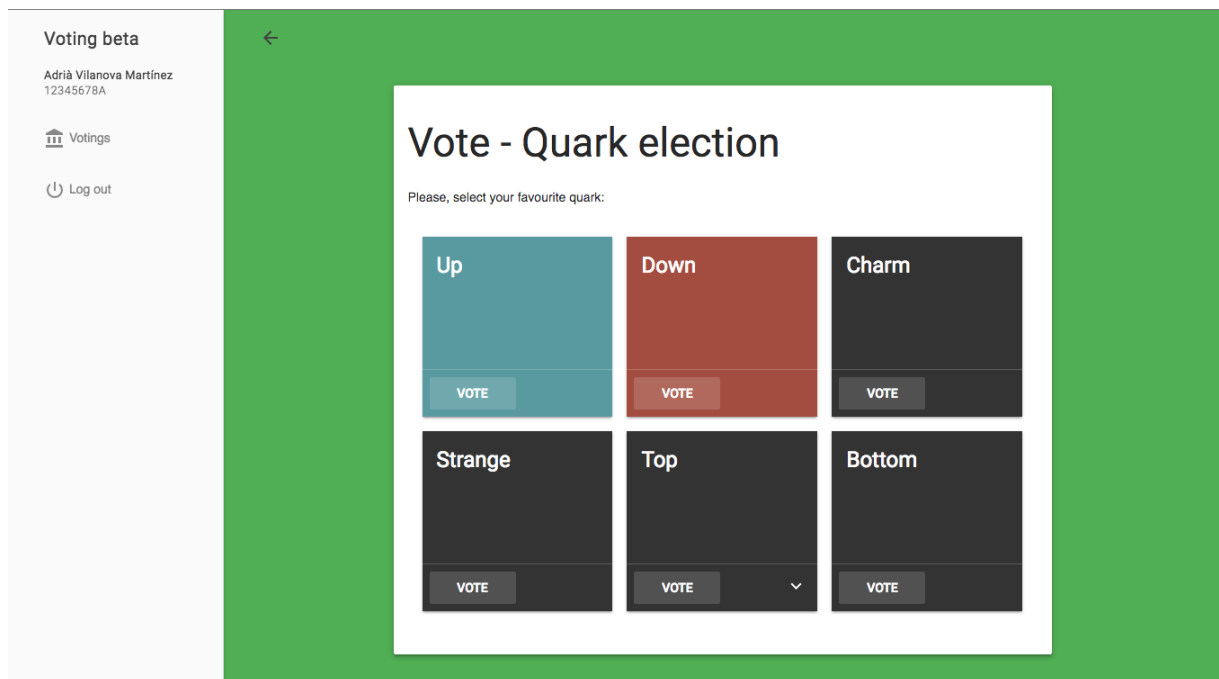 Voting beta
Adrià Vilanova Martínez
12345678A
Votings
Log out
Vote - Quark election
Please, select your favourite quark:
Up
Down
Charm
VOTE
VOTE
VOTE
Strange
Top
Bottom
VOTE
VOTE
VOTE